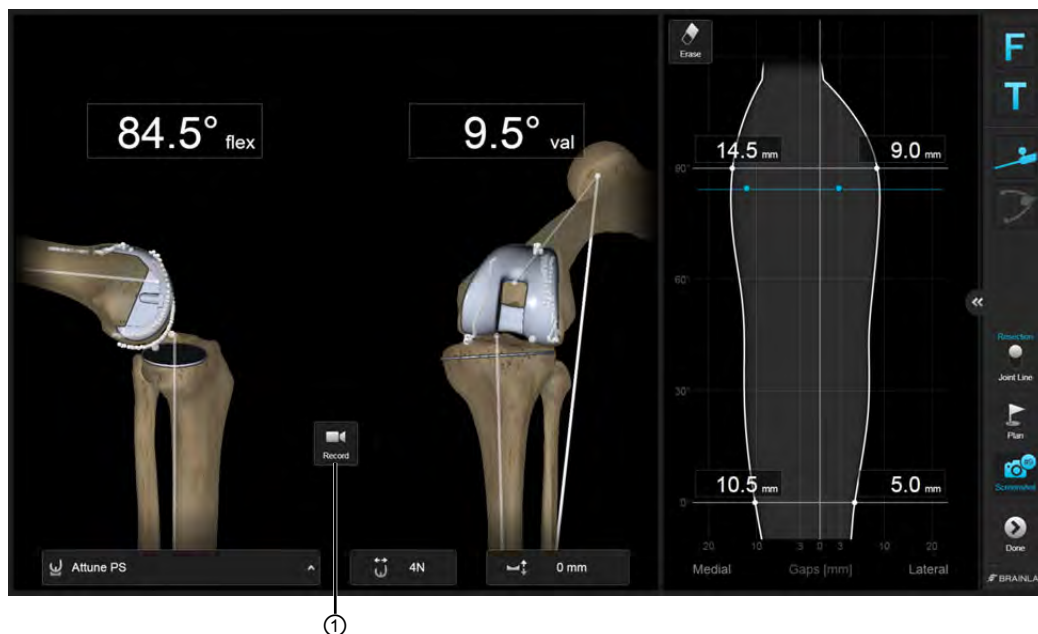 84.5° flex
9.5° val
Record
Attune PS
4N
0 mm
Erase
14.5 mm
9.0 mm
90°
60°
30°
10.5 mm
5.0 mm
0°
20 10 3 0 3 10 20
Medial Gaps [mm] Lateral
F
T
Resection
Joint Line
Plan
#9
Screenshot
Done
BRAINLA
①